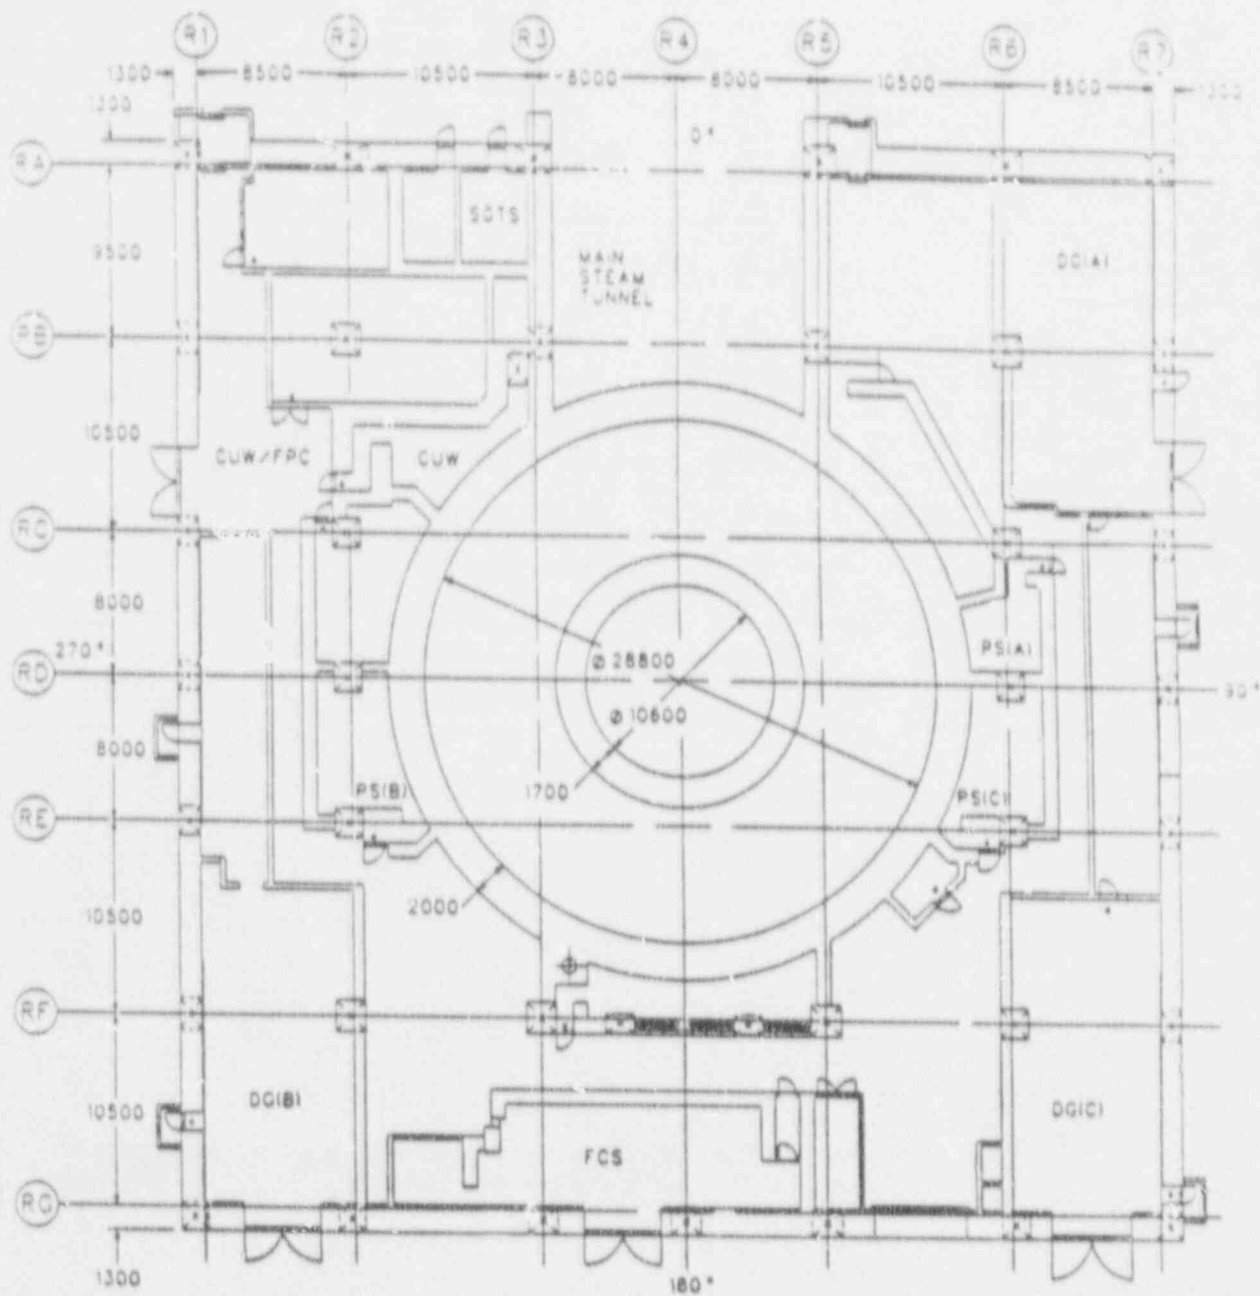 R1 R2 R3 R4 R5 R6 R7
1300 8500 10500 8000 8000 10500 8500 1300
1300
0°
RA
SGTS
9500
MAIN
STEAM
TUNNEL
DG(A)
RB
10500
CUW/FPC
CUW
RC
8000
270°
RD
Ø 28800
PS(A)
90°
Ø 10600
8000
1700
PS(B)
PS(C)
RE
2000
10500
RF
DG(B)
10500
DG(C)
FCS
RG
1300
180°